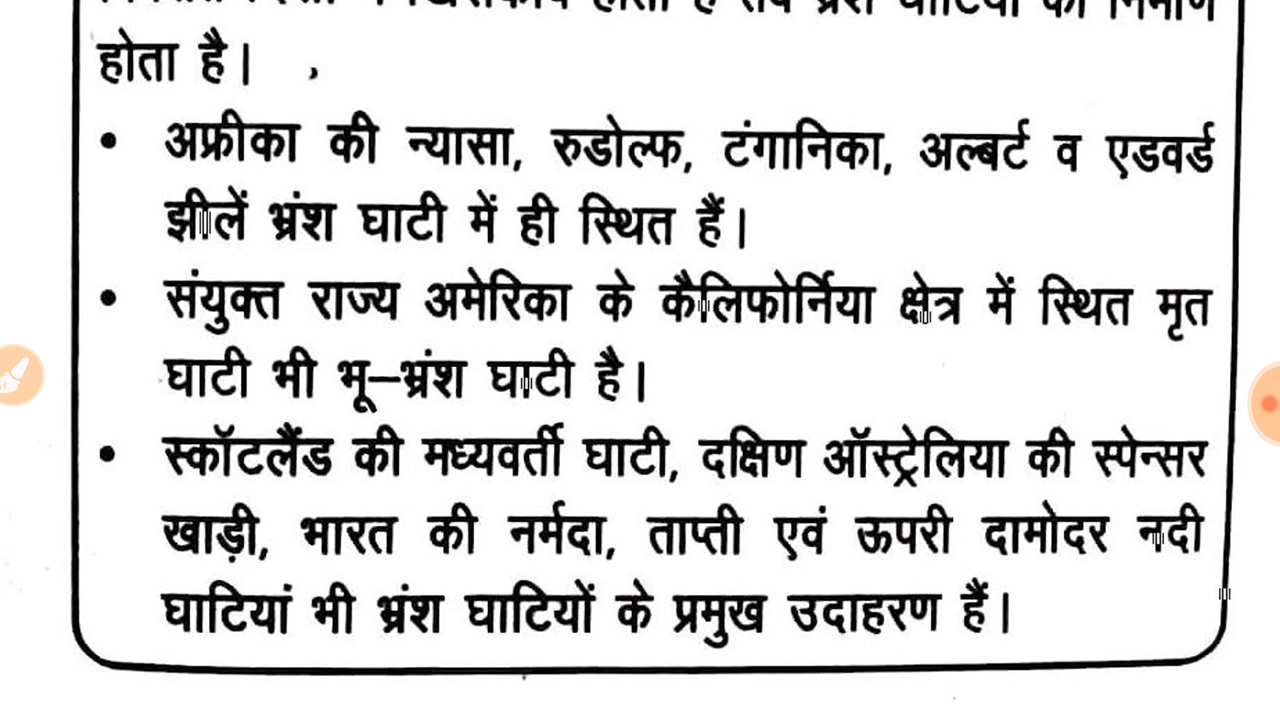 होता है।
• अफ्रीका की न्यासा, रुडोल्फ, टंगानिका, अल्बर्ट व एडवर्ड
झीलें भ्रंश घाटी में ही स्थित हैं।
• संयुक्त राज्य अमेरिका के कैलिफोर्निया क्षेत्र में स्थित मृत
घाटी भी भू–भ्रंश घाटी है।
• स्कॉटलैंड की मध्यवर्ती घाटी, दक्षिण ऑस्ट्रेलिया की स्पेन्सर
खाड़ी, भारत की नर्मदा, ताप्ती एवं ऊपरी दामोदर नदी
घाटियां भी भ्रंश घाटियों के प्रमुख उदाहरण हैं।